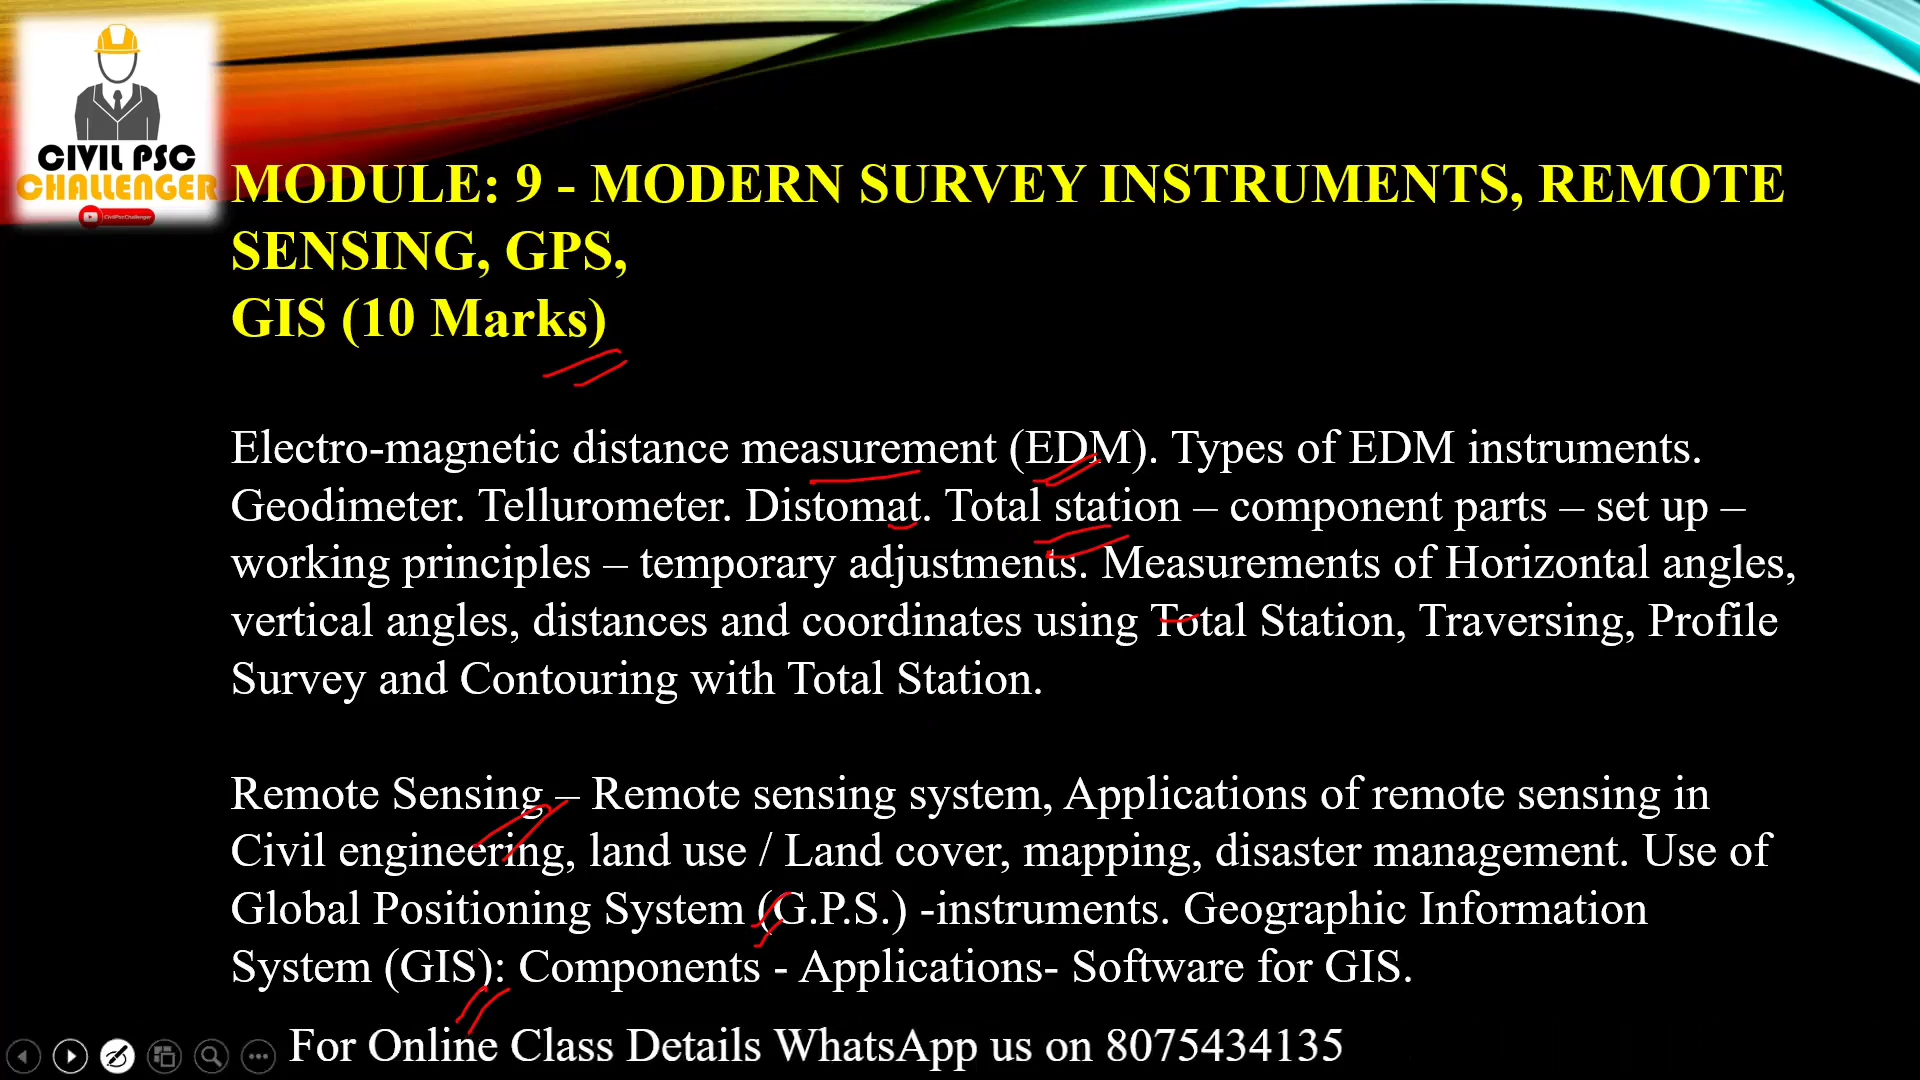 CIVIL PSC
CHALLENGER
CivilPscChallenger
MODULE: 9 - MODERN SURVEY INSTRUMENTS, REMOTE
SENSING, GPS,
GIS (10 Marks)
Electro-magnetic distance measurement (EDM). Types of EDM instruments.
Geodimeter. Tellurometer. Distomat. Total station – component parts – set up –
working principles – temporary adjustments. Measurements of Horizontal angles,
vertical angles, distances and coordinates using Total Station, Traversing, Profile
Survey and Contouring with Total Station.
Remote Sensing – Remote sensing system, Applications of remote sensing in
Civil engineering, land use / Land cover, mapping, disaster management. Use of
Global Positioning System (G.P.S.) -instruments. Geographic Information
System (GIS): Components - Applications- Software for GIS.
For Online Class Details WhatsApp us on 8075434135